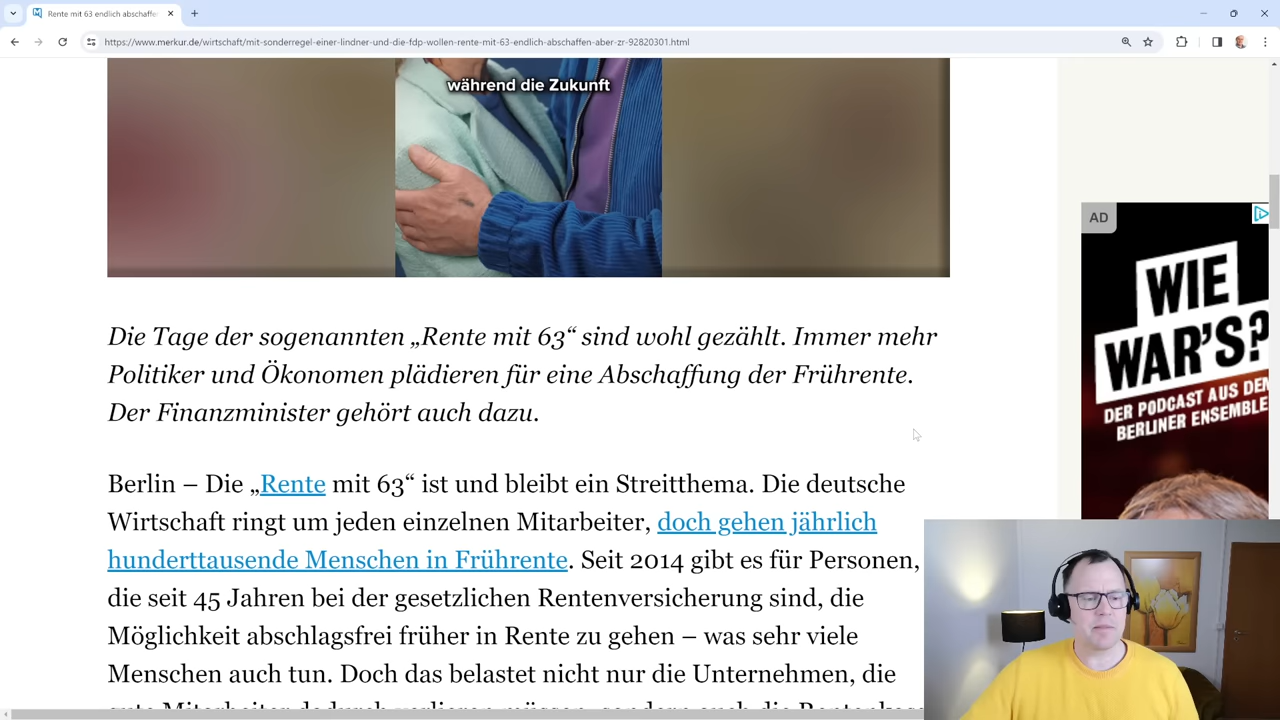 Rente mit 63 endlich abschaffe
https://www.merkur.de/wirtschaft/mit-sonderregel-einer-lindner-und-die-fdp-wollen-rente-mit-63-endlich-abschaffen-aber-zr-92820301.html
während die Zukunft
AD
WIE
WAR'S?
DER PODCAST AUS DEM
BERLINER ENSEMBLE
Die Tage der sogenannten „Rente mit 63“ sind wohl gezählt. Immer mehr
Politiker und Ökonomen plädieren für eine Abschaffung der Frührente.
Der Finanzminister gehört auch dazu.
Berlin – Die „Rente mit 63“ ist und bleibt ein Streitthema. Die deutsche
Wirtschaft ringt um jeden einzelnen Mitarbeiter, doch gehen jährlich
hunderttausende Menschen in Frührente. Seit 2014 gibt es für Personen,
die seit 45 Jahren bei der gesetzlichen Rentenversicherung sind, die
Möglichkeit abschlagsfrei früher in Rente zu gehen – was sehr viele
Menschen auch tun. Doch das belastet nicht nur die Unternehmen, die